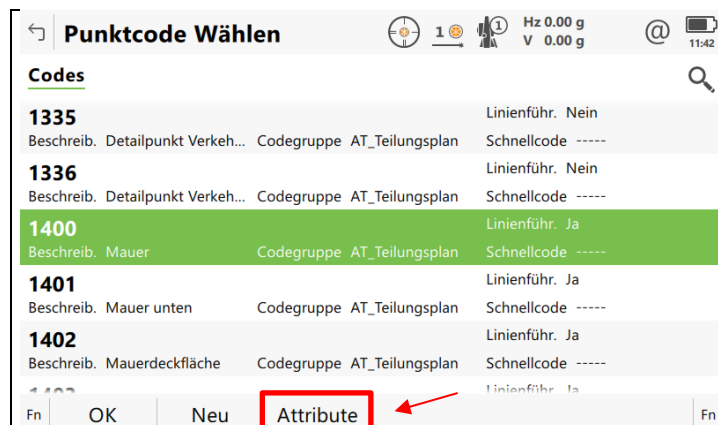 Punktcode Wählen
1
1
Hz 0.00 g
V 0.00 g
@
11:42
Codes
1335
Linienführ. Nein
Beschreib. Detailpunkt Verkeh... Codegruppe AT_Teilungsplan Schnellcode -----
1336
Linienführ. Nein
Beschreib. Detailpunkt Verkeh... Codegruppe AT_Teilungsplan Schnellcode -----
1400
Linienführ. Ja
Beschreib. Mauer Codegruppe AT_Teilungsplan Schnellcode -----
1401
Linienführ. Ja
Beschreib. Mauer unten Codegruppe AT_Teilungsplan Schnellcode -----
1402
Linienführ. Ja
Beschreib. Mauerdeckfläche Codegruppe AT_Teilungsplan Schnellcode -----
Linienführ. Ja
Fn OK Neu Attribute Fn